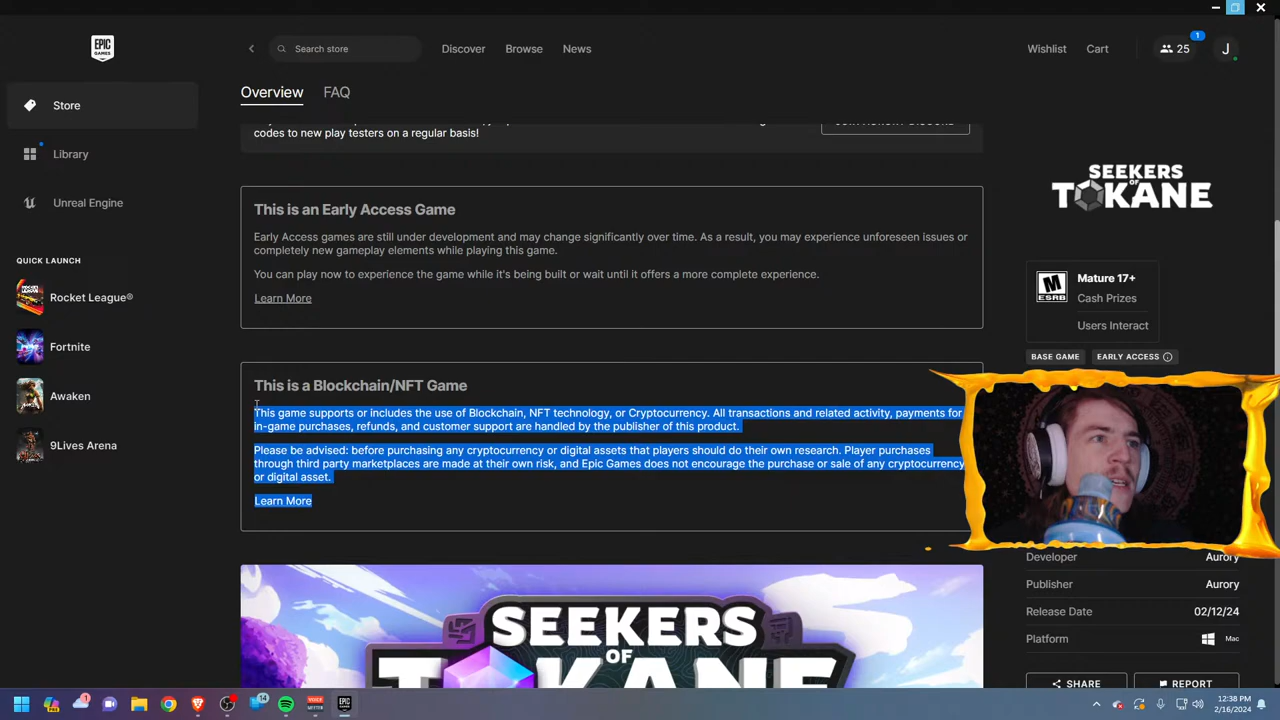 EPIC GAMES
Search store
Discover
Browse
News
Wishlist
Cart
25
1
J
Store
Library
Unreal Engine
QUICK LAUNCH
Rocket League®
Fortnite
Awaken
9Lives Arena
Overview
FAQ
codes to new play testers on a regular basis!
This is an Early Access Game
Early Access games are still under development and may change significantly over time. As a result, you may experience unforeseen issues or
completely new gameplay elements while playing this game.
You can play now to experience the game while it's being built or wait until it offers a more complete experience.
Learn More
This is a Blockchain/NFT Game
This game supports or includes the use of Blockchain, NFT technology, or Cryptocurrency. All transactions and related activity, payments for
in-game purchases, refunds, and customer support are handled by the publisher of this product.
Please be advised: before purchasing any cryptocurrency or digital assets that players should do their own research. Player purchases
through third party marketplaces are made at their own risk, and Epic Games does not encourage the purchase or sale of any cryptocurrency
or digital asset.
Learn More
SEEKERS
OF
TOKANE
SEEKERS
OF
TOKANE
M
ESRB
Mature 17+
Cash Prizes
Users Interact
BASE GAME
EARLY ACCESS
Developer
Aurory
Publisher
Aurory
Release Date
02/12/24
Platform
Mac
SHARE
REPORT
1
14
12:38 PM
2/16/2024